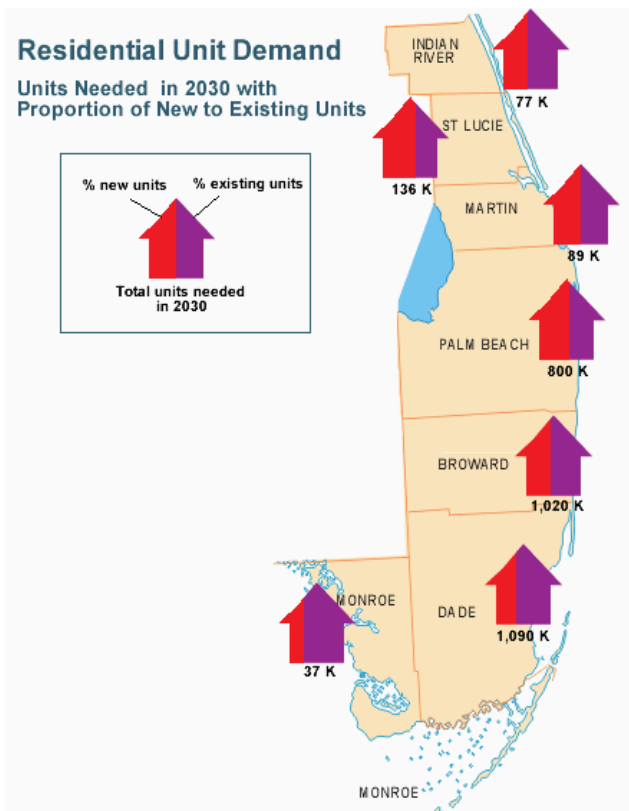 Residential Unit Demand
Units Needed in 2030 with
Proportion of New to Existing Units
% new units
% existing units
Total units needed
in 2030
INDIAN
RIVER
77 K
ST LUCIE
136 K
MARTIN
89 K
PALM BEACH
800 K
BROWARD
1,020 K
MONROE
DADE
37 K
1,090 K
MONROE